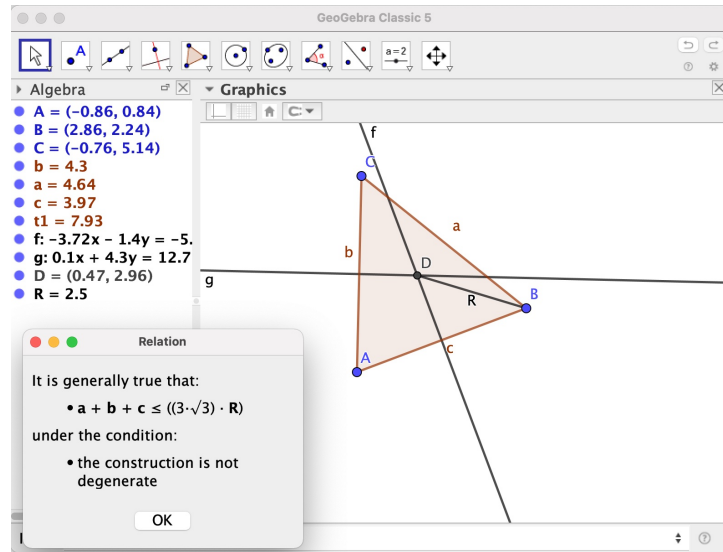 GeoGebra Classic 5
A
a=2
Algebra
Graphics
A = (−0.86, 0.84)
B = (2.86, 2.24)
C = (−0.76, 5.14)
b = 4.3
a = 4.64
c = 3.97
t1 = 7.93
f: −3.72x − 1.4y = −5.
g: 0.1x + 4.3y = 12.7
D = (0.47, 2.96)
R = 2.5
f
C
a
b
D
g
R
B
c
A
Relation
It is generally true that:
• a + b + c ≤ ((3·√3) · R)
under the condition:
• the construction is not
degenerate
OK